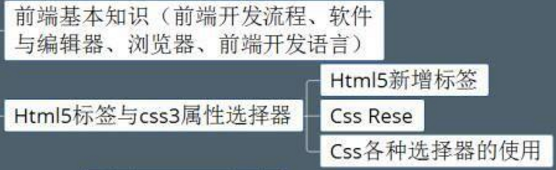 前端基本知识（前端开发流程、软件
与编辑器、浏览器、前端开发语言）
Html5标签与css3属性选择器
Html5新增标签
Css Rese
Css各种选择器的使用